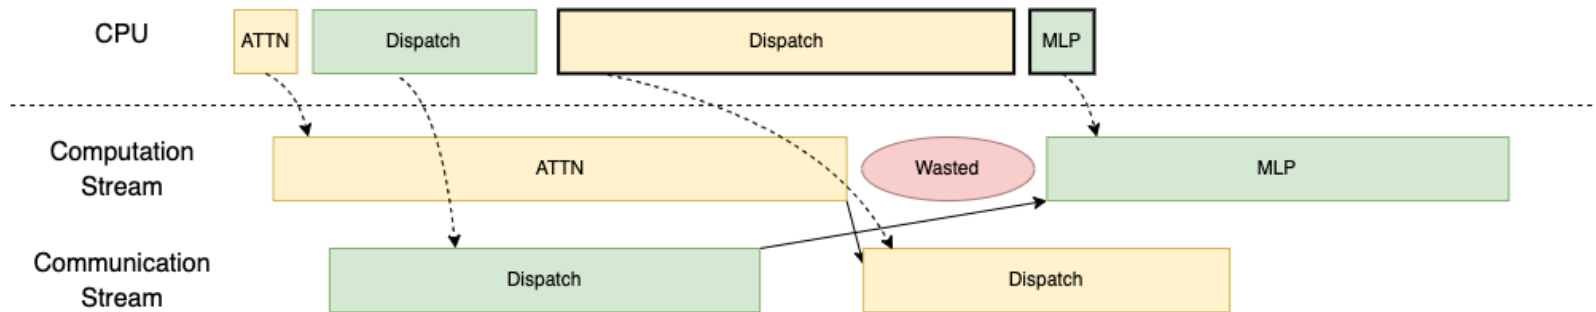 CPU
ATTN
Dispatch
Dispatch
MLP
Computation
Stream
ATTN
Wasted
MLP
Communication
Stream
Dispatch
Dispatch